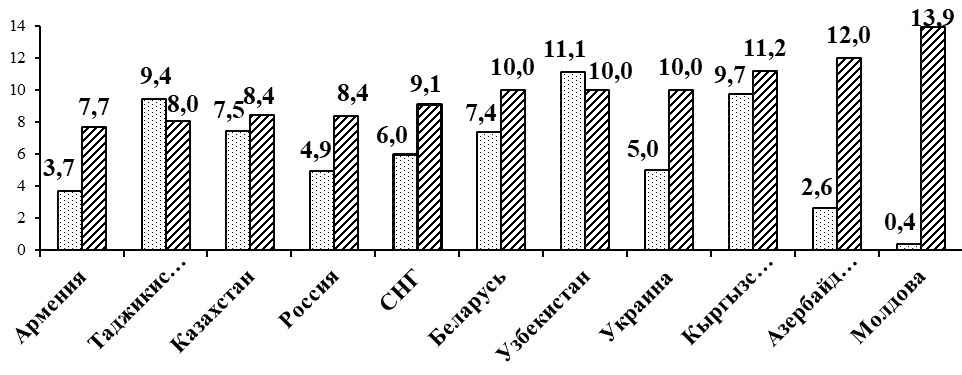 14
12
10
8
6
4
2
0
3,7
7,7
9,4
8,0
7,5
8,4
4,9
8,4
6,0
9,1
7,4
10,0
11,1
10,0
5,0
10,0
9,7
11,2
2,6
12,0
0,4
13,9
Армения
Таджикис...
Казахстан
Россия
СНГ
Беларусь
Узбекистан
Украина
Кыргызс...
Азербайд...
Молдова